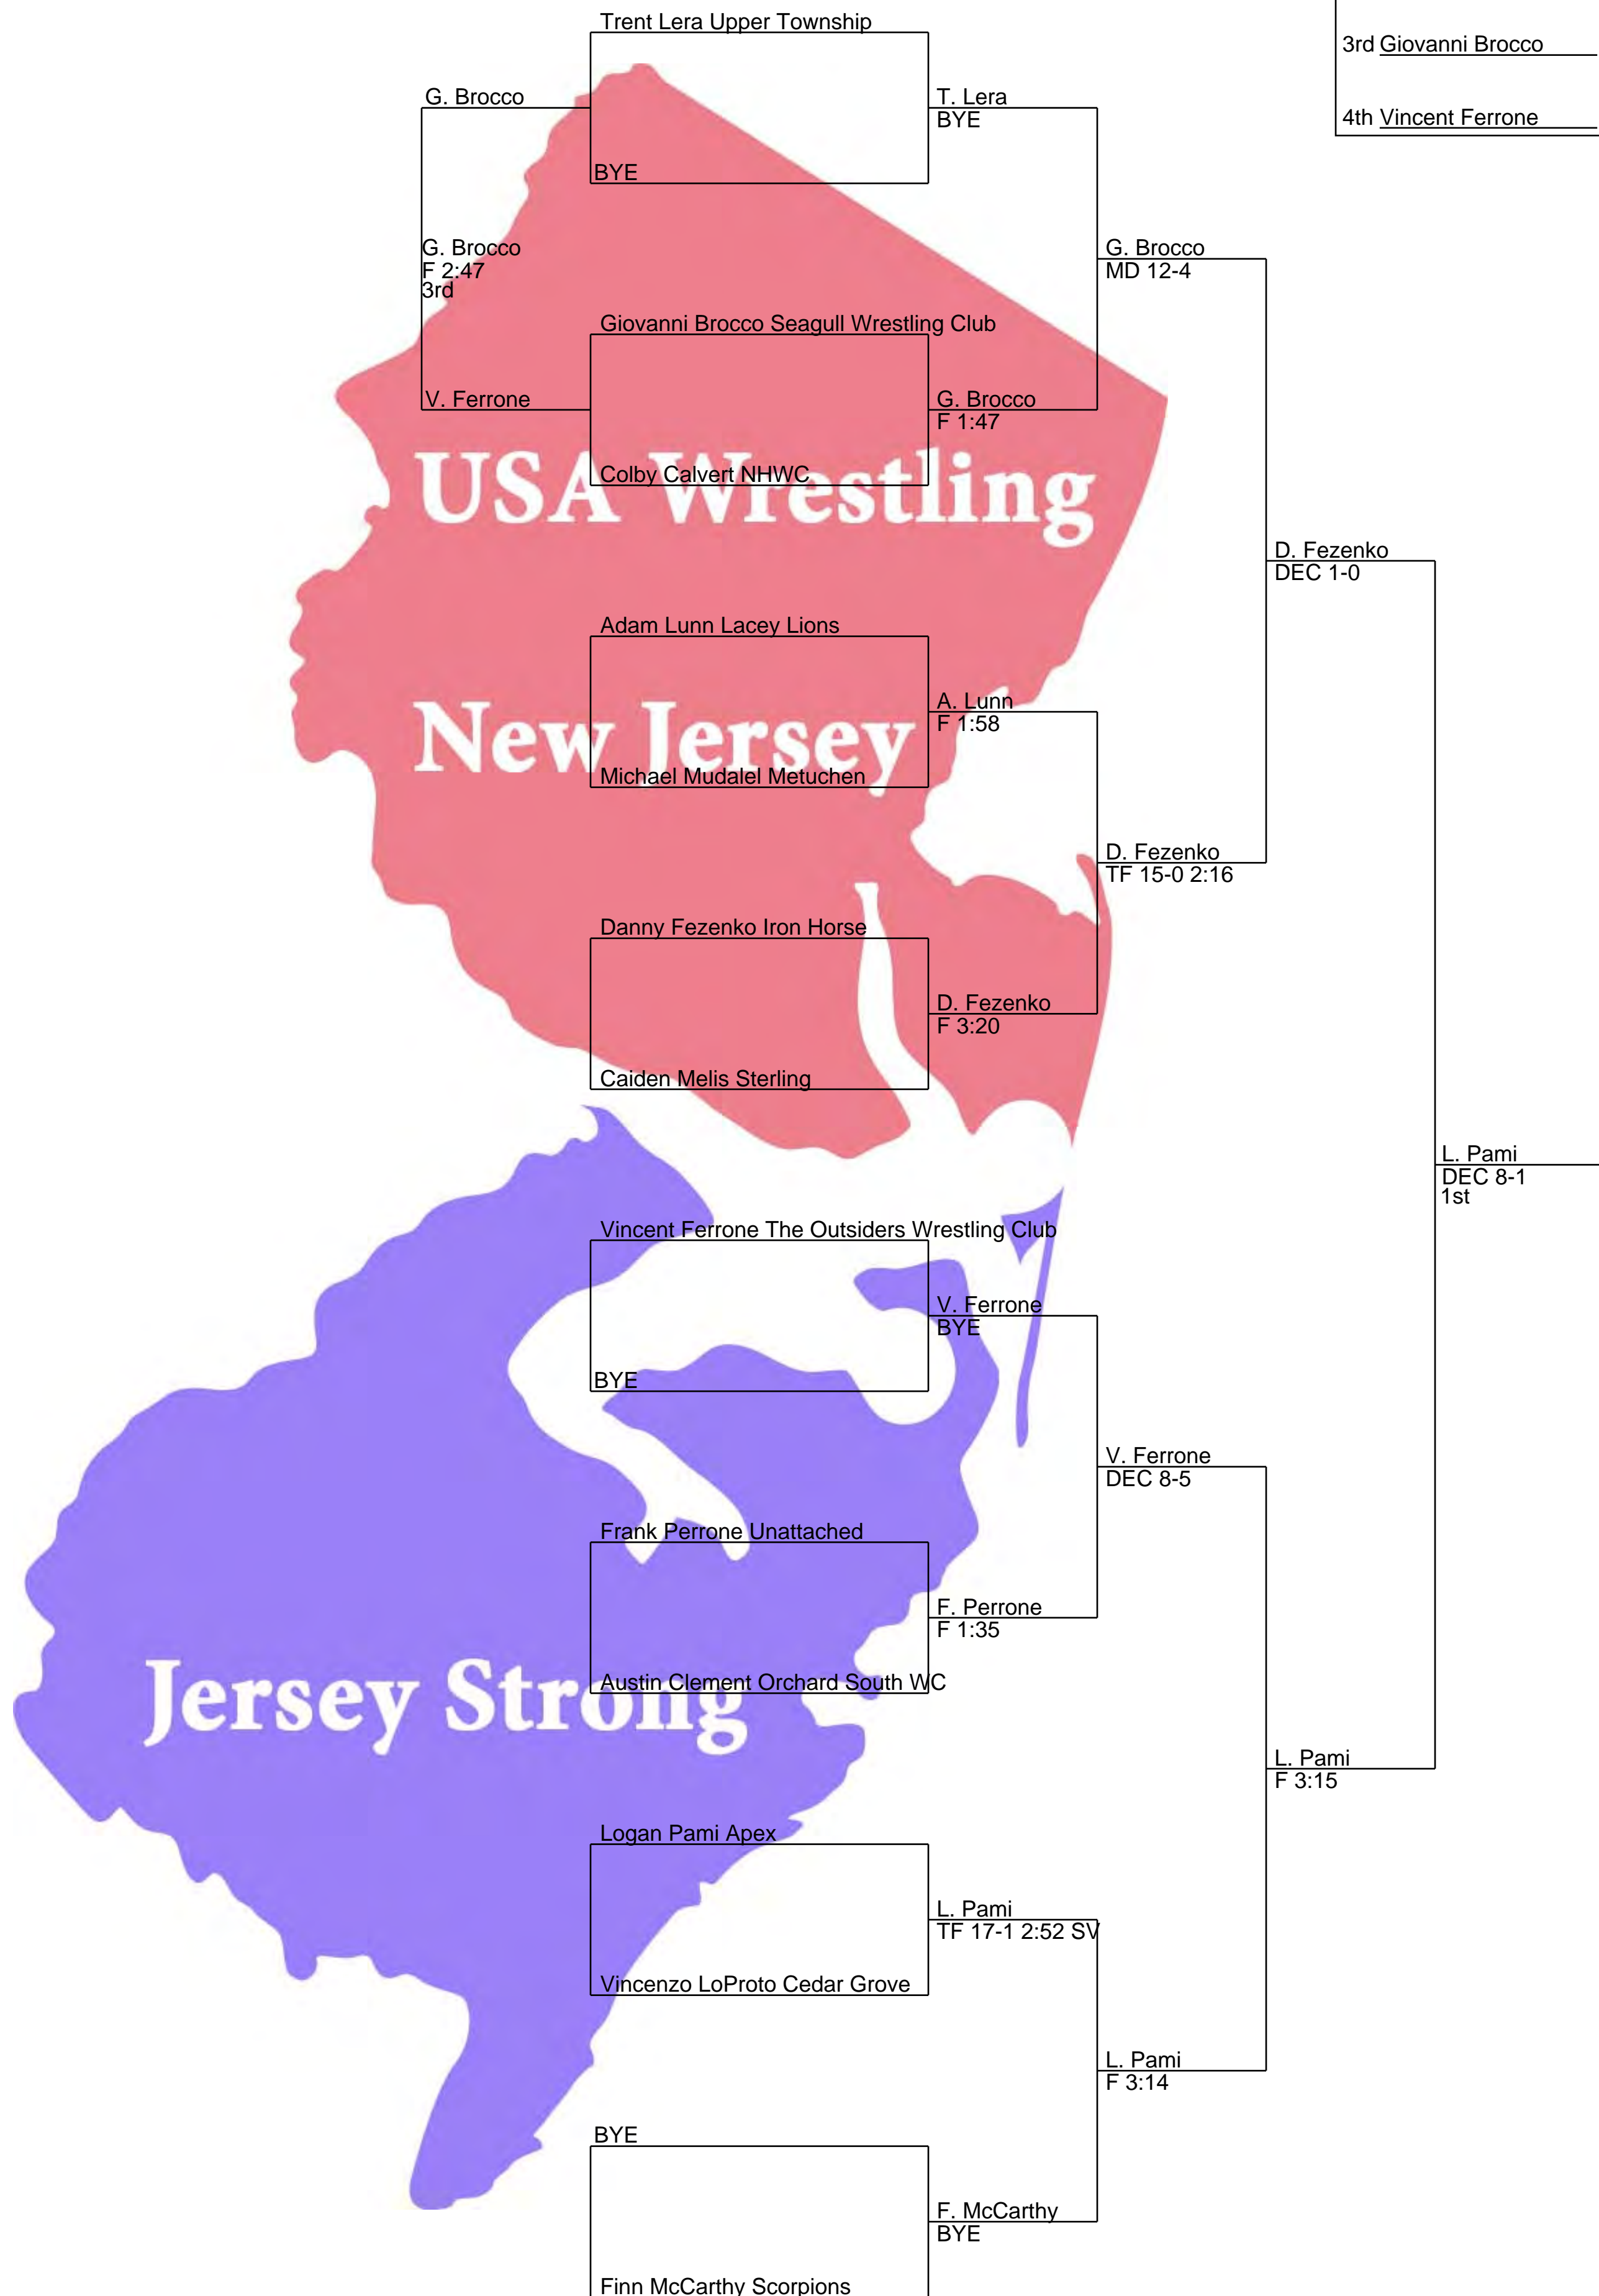 Trent Lera Upper Township
3rd Giovanni Brocco
G. Brocco
T. Lera
BYE
4th Vincent Ferrone
BYE
G. Brocco
F 2:47
3rd
G. Brocco
MD 12-4
Giovanni Brocco Seagull Wrestling Club
V. Ferrone
G. Brocco
F 1:47
USA Wrestling
Colby Calvert NHWC
D. Fezenko
DEC 1-0
Adam Lunn Lacey Lions
A. Lunn
F 1:58
New Jersey
Michael Mudalel Metuchen
D. Fezenko
TF 15-0 2:16
Danny Fezenko Iron Horse
D. Fezenko
F 3:20
Caiden Melis Sterling
L. Pami
DEC 8-1
1st
Vincent Ferrone The Outsiders Wrestling Club
V. Ferrone
BYE
BYE
V. Ferrone
DEC 8-5
Frank Perrone Unattached
F. Perrone
F 1:35
Jersey Strong
Austin Clement Orchard South WC
L. Pami
F 3:15
Logan Pami Apex
L. Pami
TF 17-1 2:52 SV
Vincenzo LoProto Cedar Grove
L. Pami
F 3:14
BYE
F. McCarthy
BYE
Finn McCarthy Scorpions